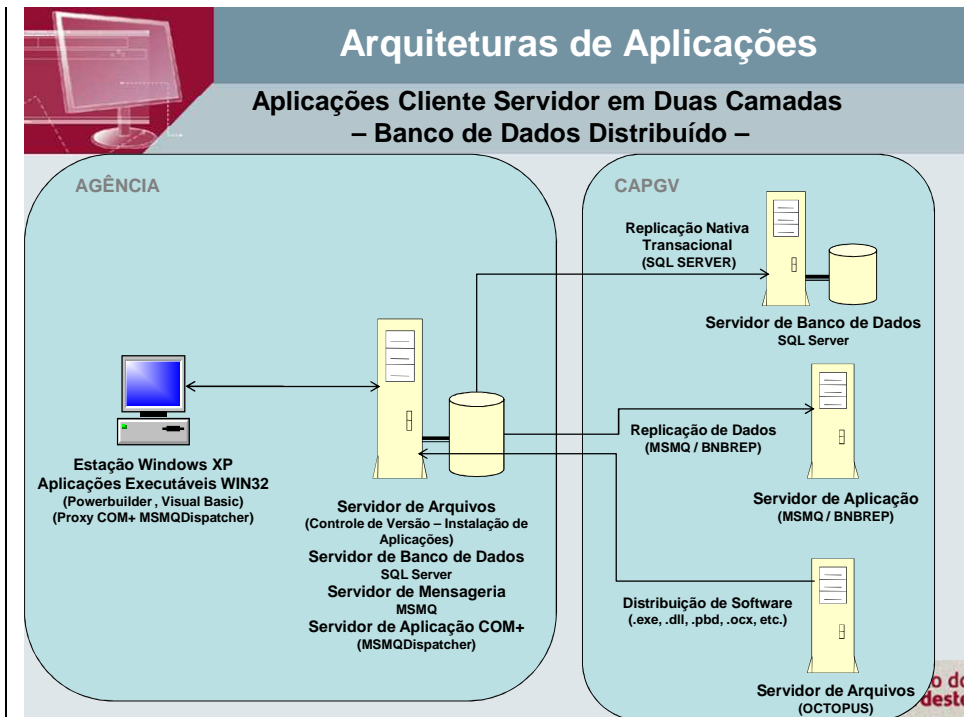 Arquiteturas de Aplicações
Aplicações Cliente Servidor em Duas Camadas
– Banco de Dados Distribuído –
AGÊNCIA
Estação Windows XP
Aplicações Executáveis WIN32
(Powerbuilder , Visual Basic)
(Proxy COM+ MSMQDispatcher)
Servidor de Arquivos
(Controle de Versão – Instalação de
Aplicações)
Servidor de Banco de Dados
SQL Server
Servidor de Mensageria
MSMQ
Servidor de Aplicação COM+
(MSMQDispatcher)
CAPGV
Replicação Nativa
Transacional
(SQL SERVER)
Servidor de Banco de Dados
SQL Server
Replicação de Dados
(MSMQ / BNBREP)
Servidor de Aplicação
(MSMQ / BNBREP)
Distribuição de Software
(.exe, .dll, .pbd, .ocx, etc.)
Servidor de Arquivos
(OCTOPUS)
o do
deste